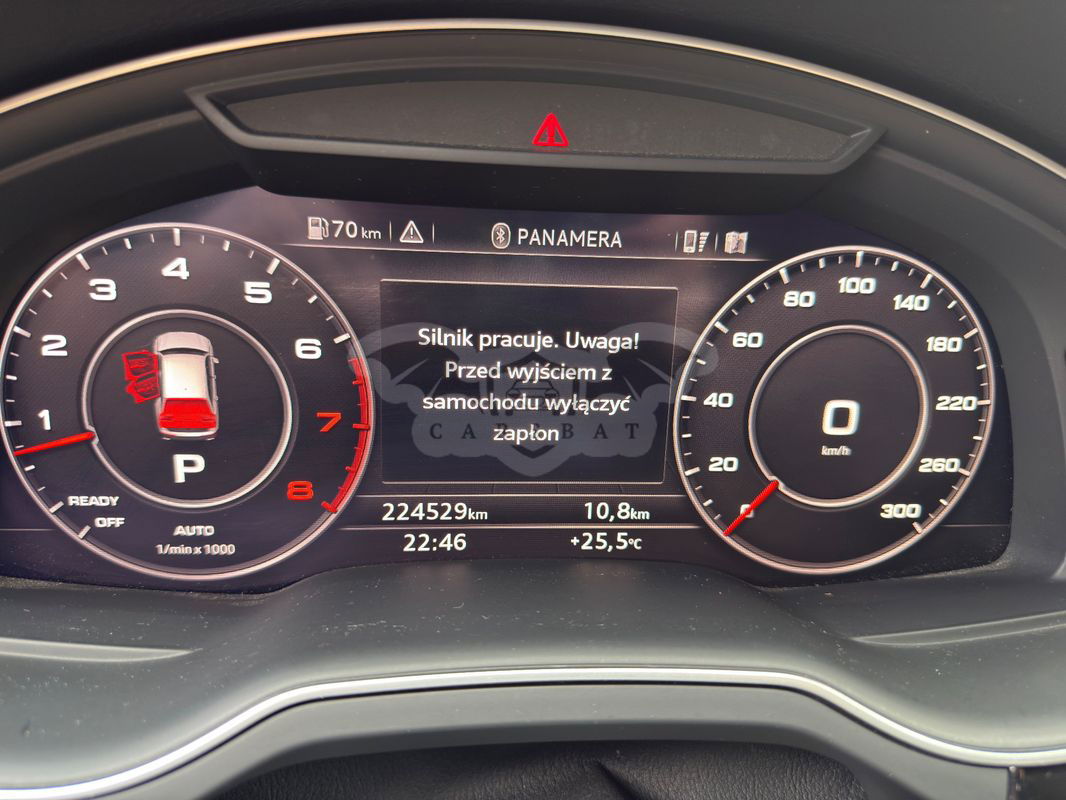 70 km
PANAMERA
1
2
3
4
5
6
7
8
P
READY
OFF
AUTO
1/min x 1000
Silnik pracuje. Uwaga!
Przed wyjściem z
samochodu wyłączyć
zapłon
CARABAT
0
20
40
60
80
100
140
180
220
260
300
0
km/h
224529km
10,8km
22:46
+25,5°C